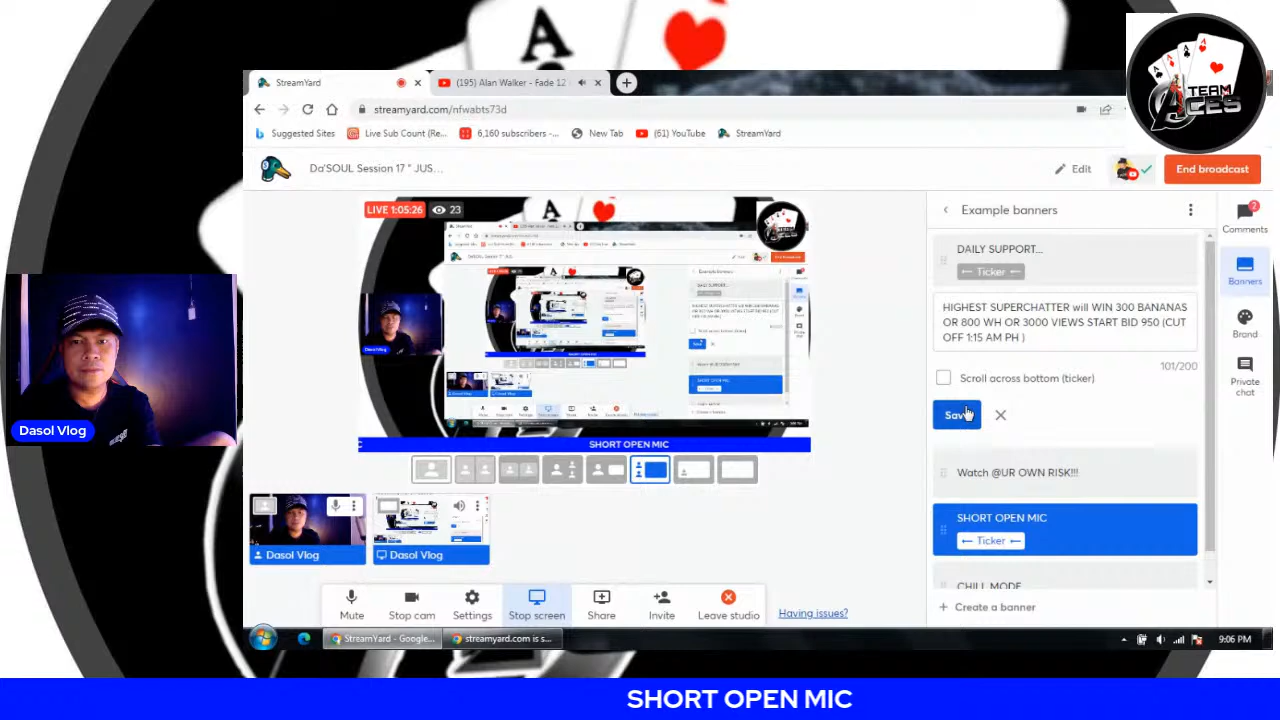 A
TEAM
ACES
StreamYard
(195) Alan Walker - Fade 12
streamyard.com/nfwabts73d
Suggested Sites
Live Sub Count (Re...
6,160 subscribers -...
New Tab
(61) YouTube
StreamYard
Da'SOUL Session 17 " JUS...
Edit
End broadcast
LIVE 1:05:26
23
Example banners
DAILY SUPPORT...
← Ticker ←
HIGHEST SUPERCHATTER will WIN 300 BANANAS
OR 800 WH OR 3000 VIEWS START BID 950 (CUT
OFF 1:15 AM PH )
101/200
Scroll across bottom (ticker)
Save
Watch @UR OWN RISK!!!
SHORT OPEN MIC
← Ticker ←
CHILL MODE
+ Create a banner
2
Comments
Banners
Brand
Private
chat
SHORT OPEN MIC
Dasol Vlog
Dasol Vlog
Dasol Vlog
Mute
Stop cam
Settings
Stop screen
Share
Invite
Leave studio
Having issues?
StreamYard - Google...
streamyard.com is s...
9:06 PM
SHORT OPEN MIC